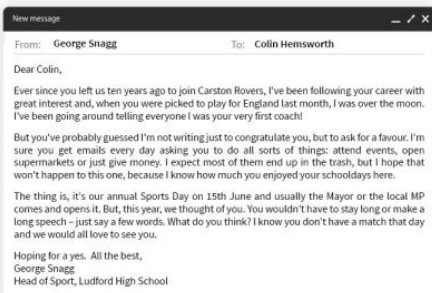 New message
From: George Snagg To: Colin Hemsworth
Dear Colin,
Ever since you left us ten years ago to join Carston Rovers, I've been following your career with
great interest and, when you were picked to play for England last month, I was over the moon.
I've been going around telling everyone I was your very first coach!
But you've probably guessed I'm not writing just to congratulate you, but to ask for a favour. I'm
sure you get emails every day asking you to do all sorts of things: attend events, open
supermarkets or just give money. I expect most of them end up in the trash, but I hope that
won't happen to this one, because I know how much you enjoyed your schooldays here.
The thing is, it's our annual Sports Day on 15th June and usually the Mayor or the local MP
comes and opens it. But, this year, we thought of you. You wouldn't have to stay long or make a
long speech – just say a few words. What do you think? I know you don't have a match that day
and we would all love to see you.
Hoping for a yes. All the best,
George Snagg
Head of Sport, Ludford High School